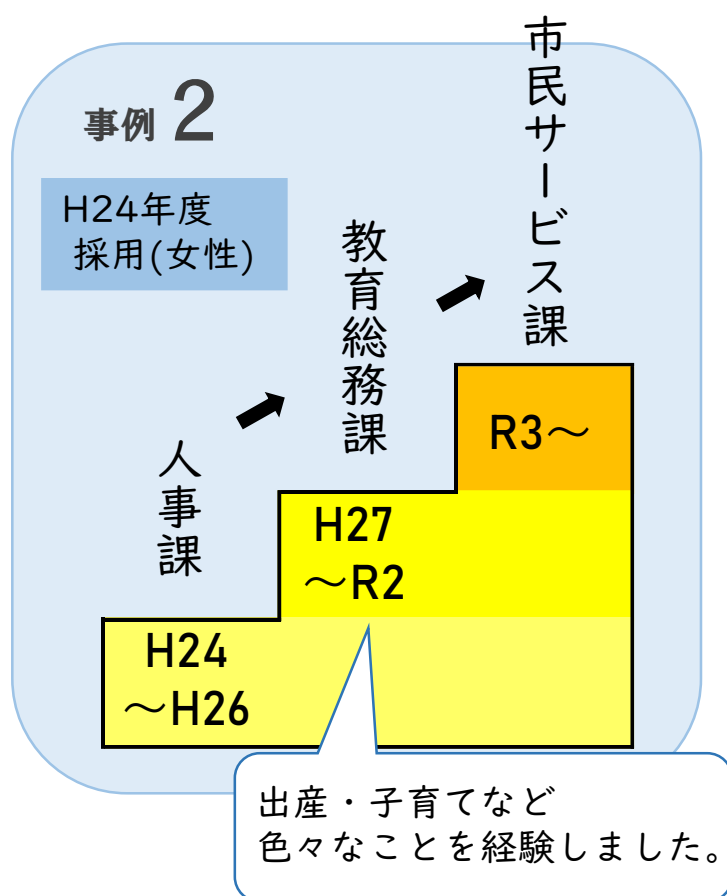 事例 2
H24年度
採用(女性)
人事課
H24
～H26
教育総務課
H27
～R2
市民サービス課
R3～
出産・子育てなど
色々なことを経験しました。